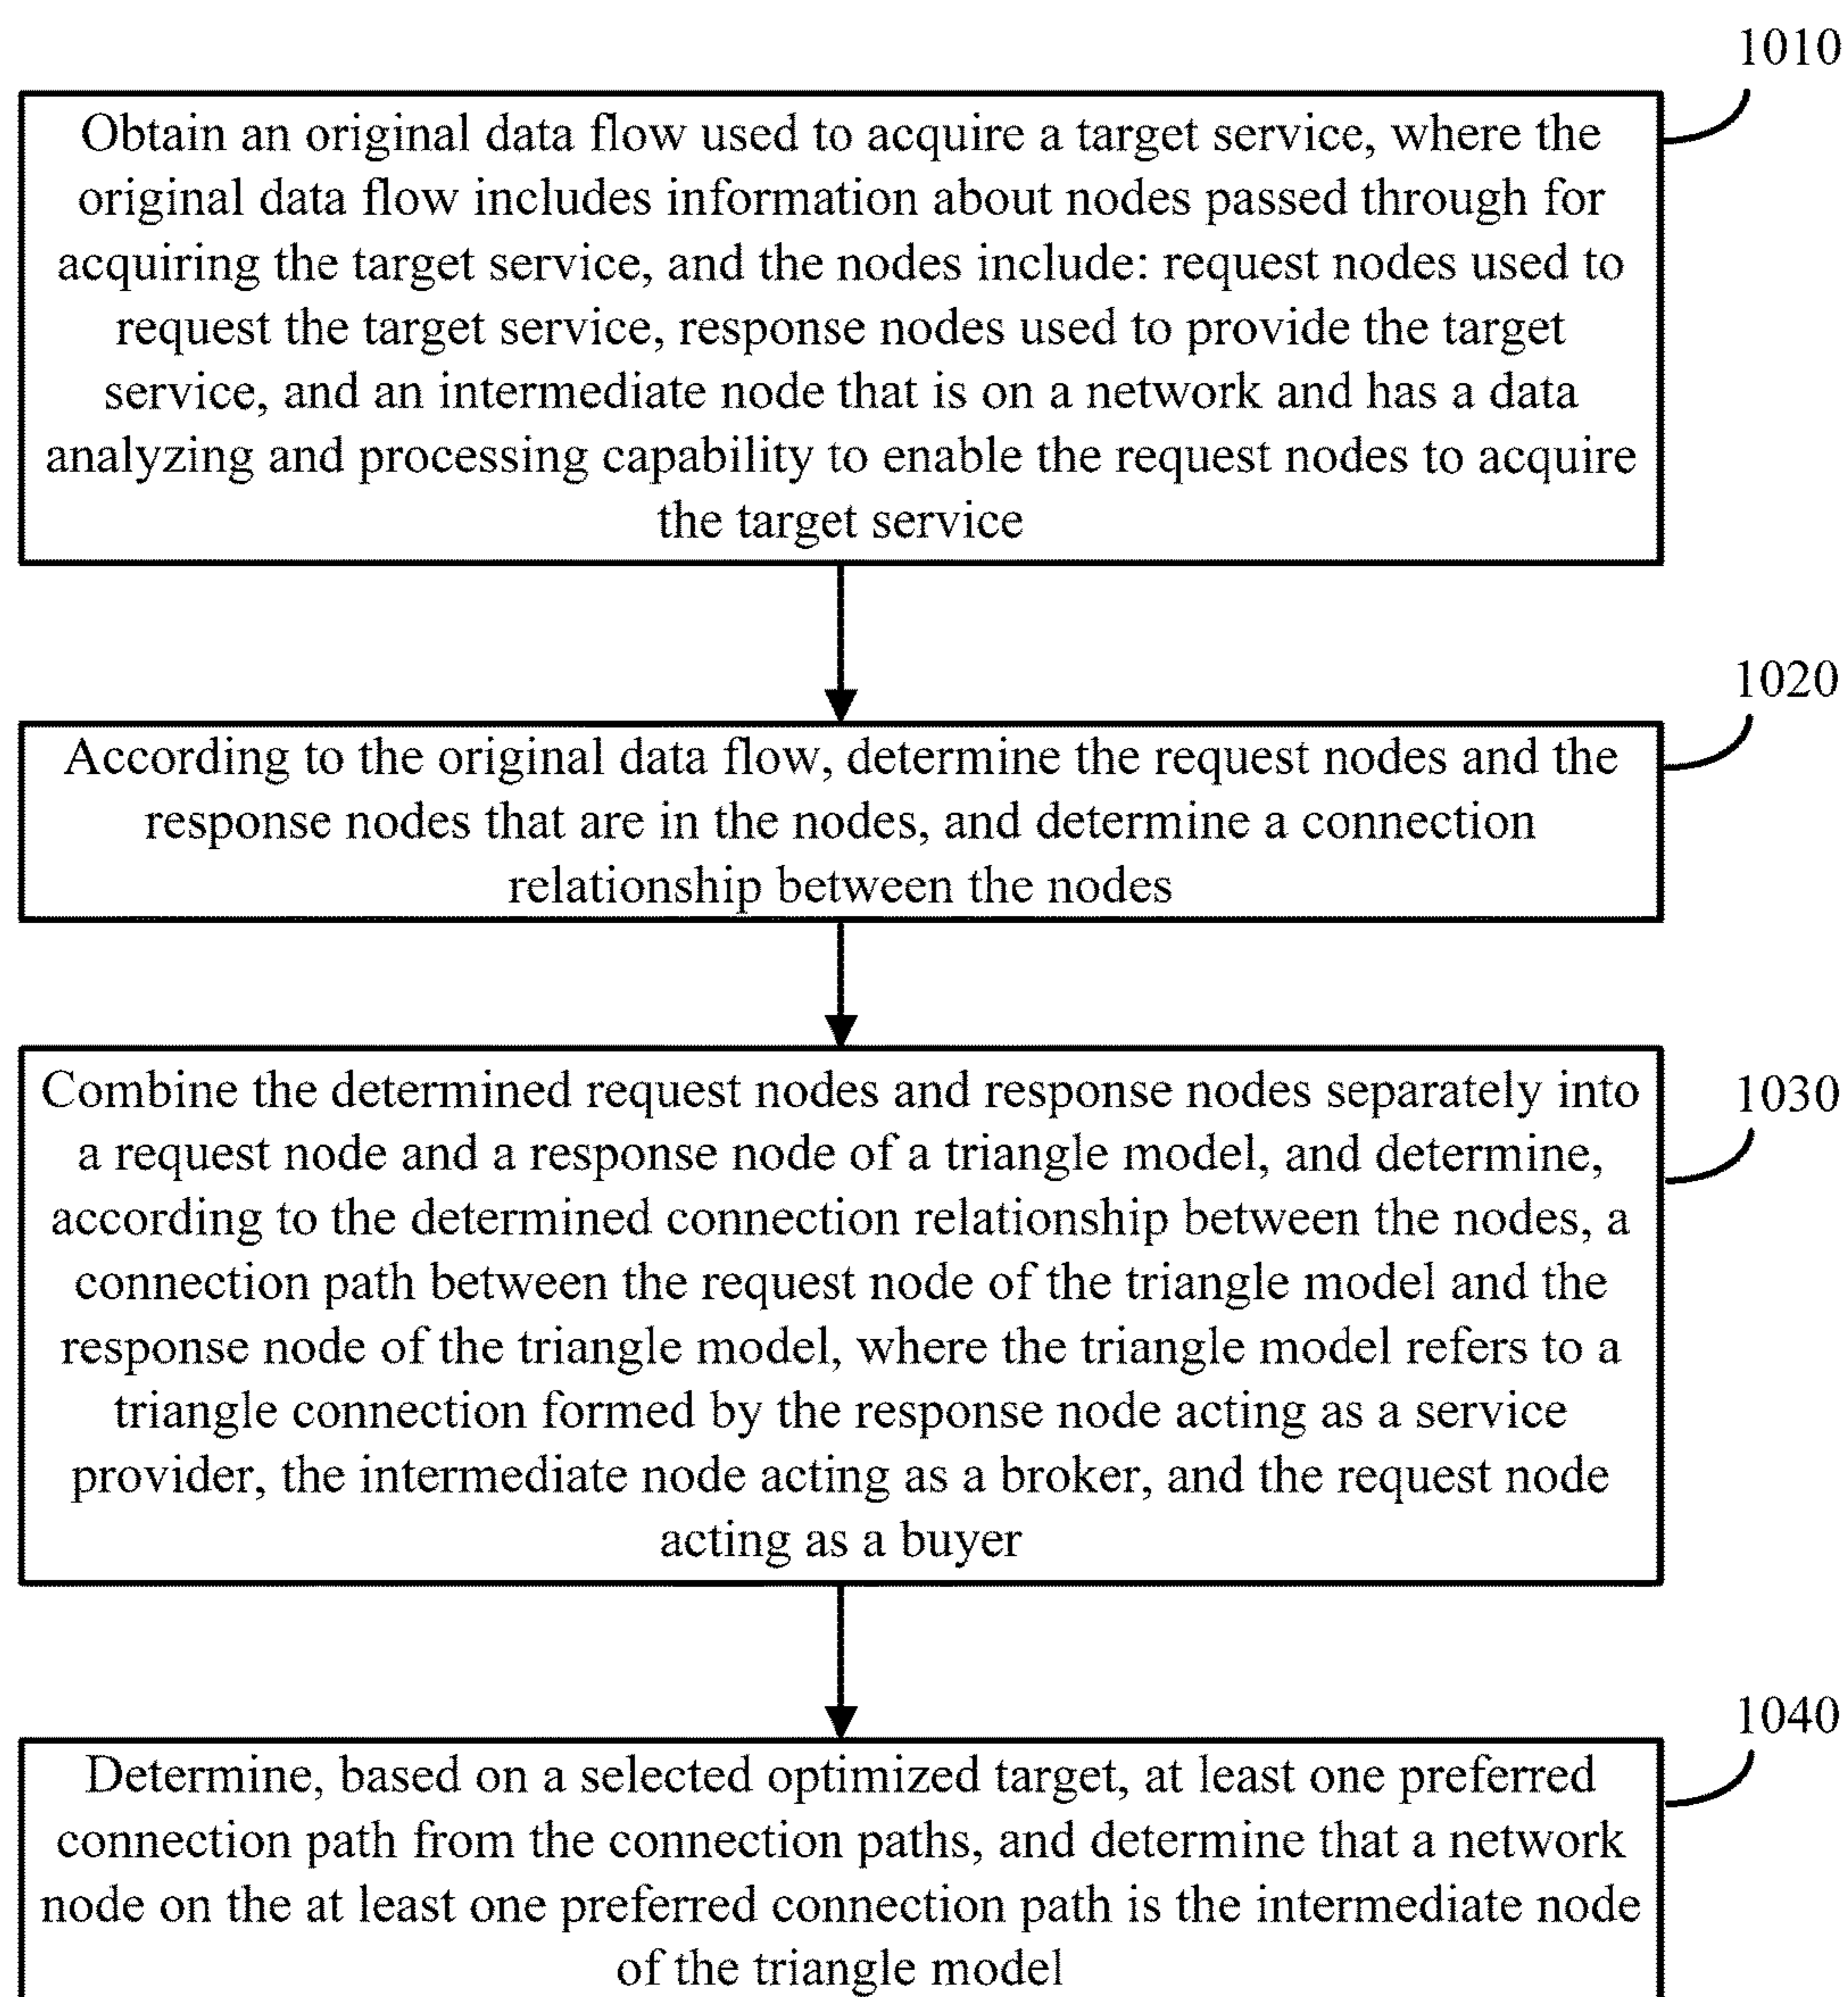 1010
Obtain an original data flow used to acquire a target service, where the
original data flow includes information about nodes passed through for
acquiring the target service, and the nodes include: request nodes used to
request the target service, response nodes used to provide the target
service, and an intermediate node that is on a network and has a data
analyzing and processing capability to enable the request nodes to acquire
the target service
1020
According to the original data flow, determine the request nodes and the
response nodes that are in the nodes, and determine a connection
relationship between the nodes
1030
Combine the determined request nodes and response nodes separately into
a request node and a response node of a triangle model, and determine,
according to the determined connection relationship between the nodes, a
connection path between the request node of the triangle model and the
response node of the triangle model, where the triangle model refers to a
triangle connection formed by the response node acting as a service
provider, the intermediate node acting as a broker, and the request node
acting as a buyer
1040
Determine, based on a selected optimized target, at least one preferred
connection path from the connection paths, and determine that a network
node on the at least one preferred connection path is the intermediate node
of the triangle model